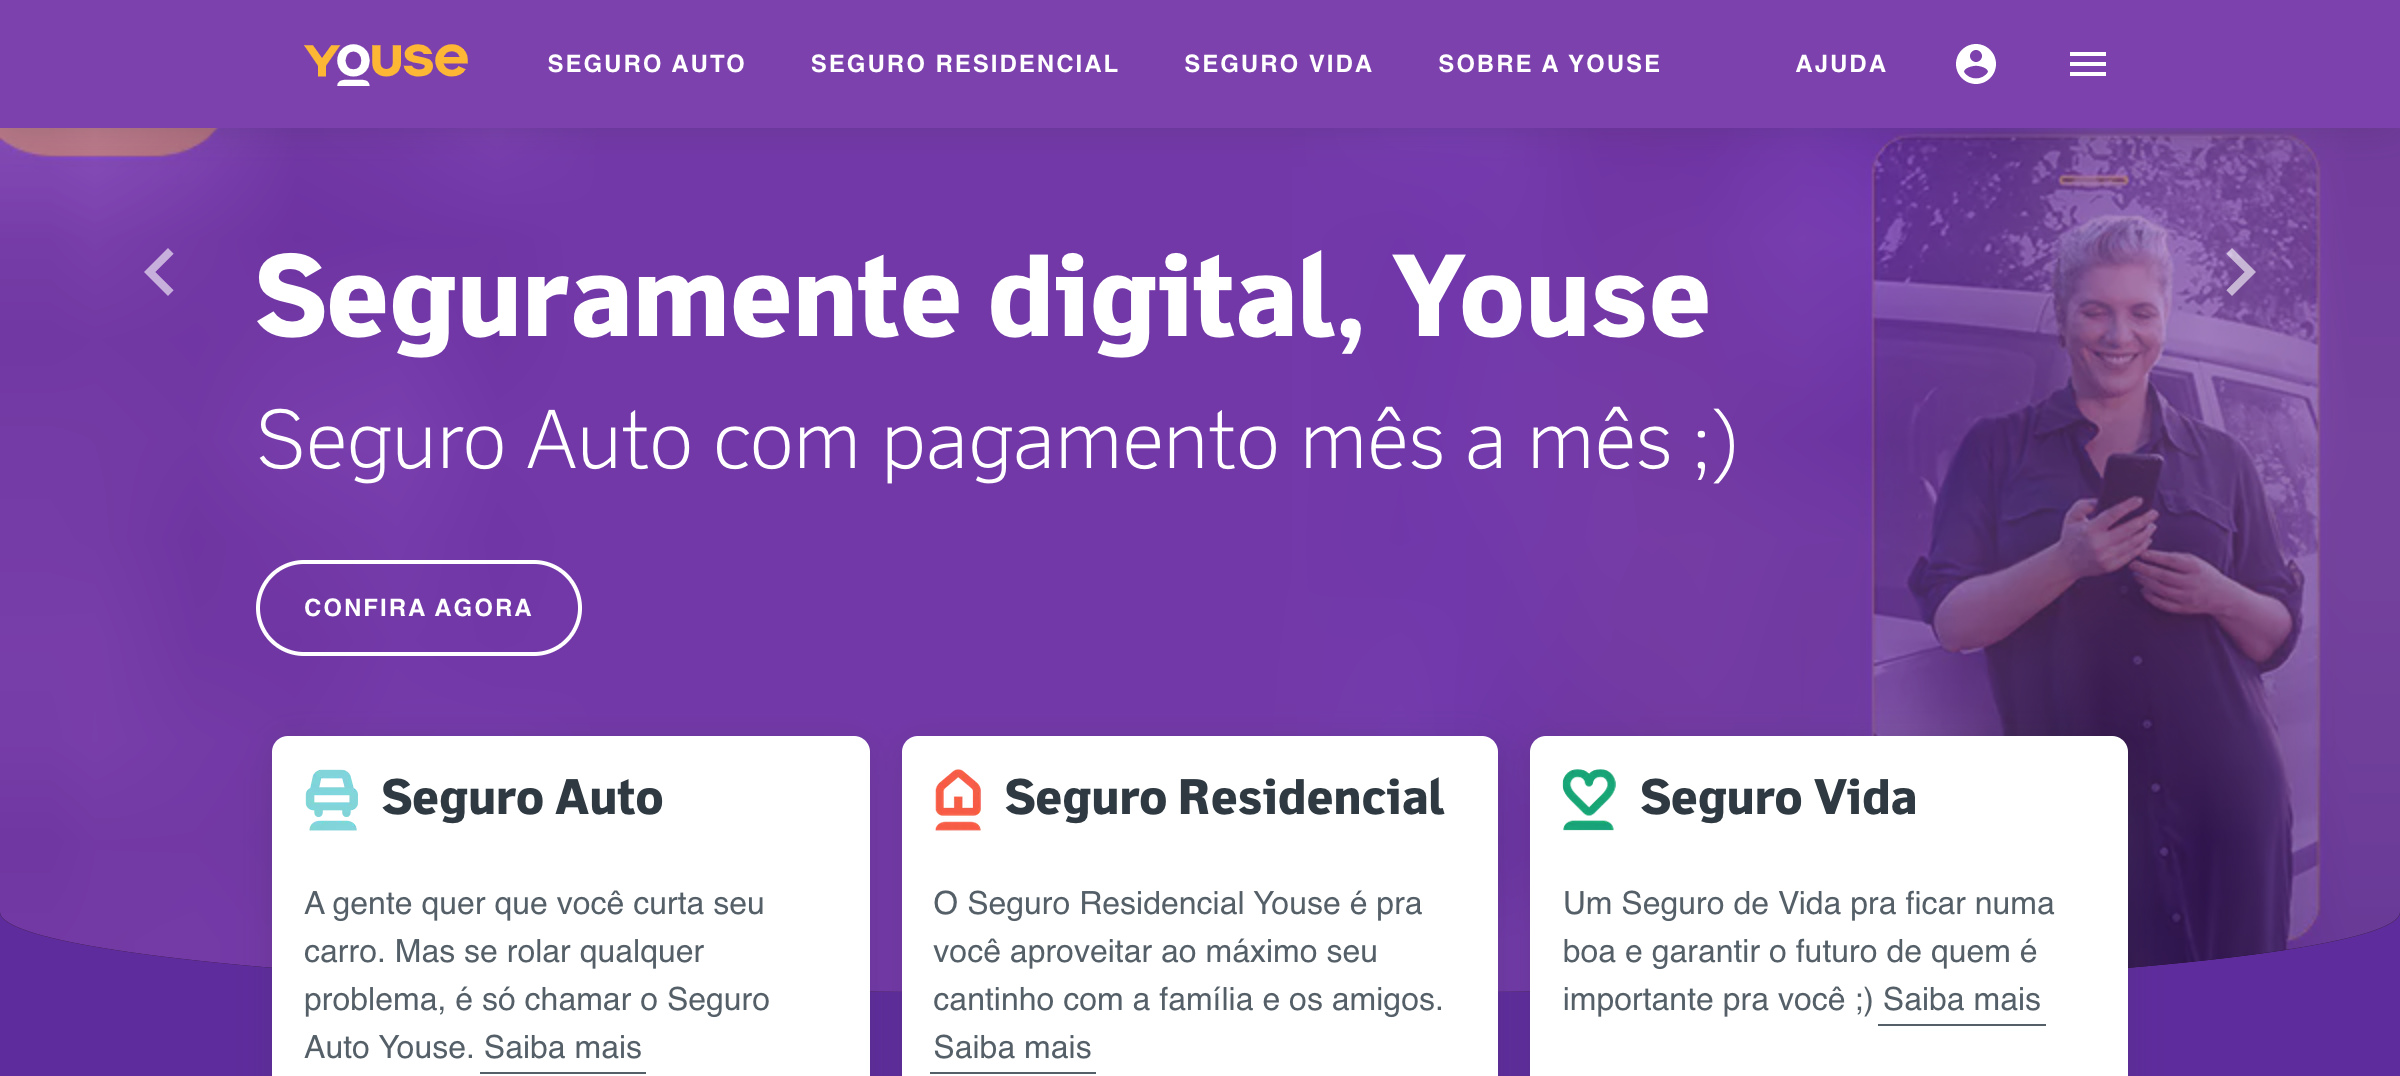 Youse SEGURO AUTO SEGURO RESIDENCIAL SEGURO VIDA SOBRE A YOUSE AJUDA
Seguramente digital, Youse
Seguro Auto com pagamento mês a mês ;)
CONFIRA AGORA
Seguro Auto
A gente quer que você curta seu
carro. Mas se rolar qualquer
problema, é só chamar o Seguro
Auto Youse. Saiba mais
Seguro Residencial
O Seguro Residencial Youse é pra
você aproveitar ao máximo seu
cantinho com a família e os amigos.
Saiba mais
Seguro Vida
Um Seguro de Vida pra ficar numa
boa e garantir o futuro de quem é
importante pra você ;) Saiba mais